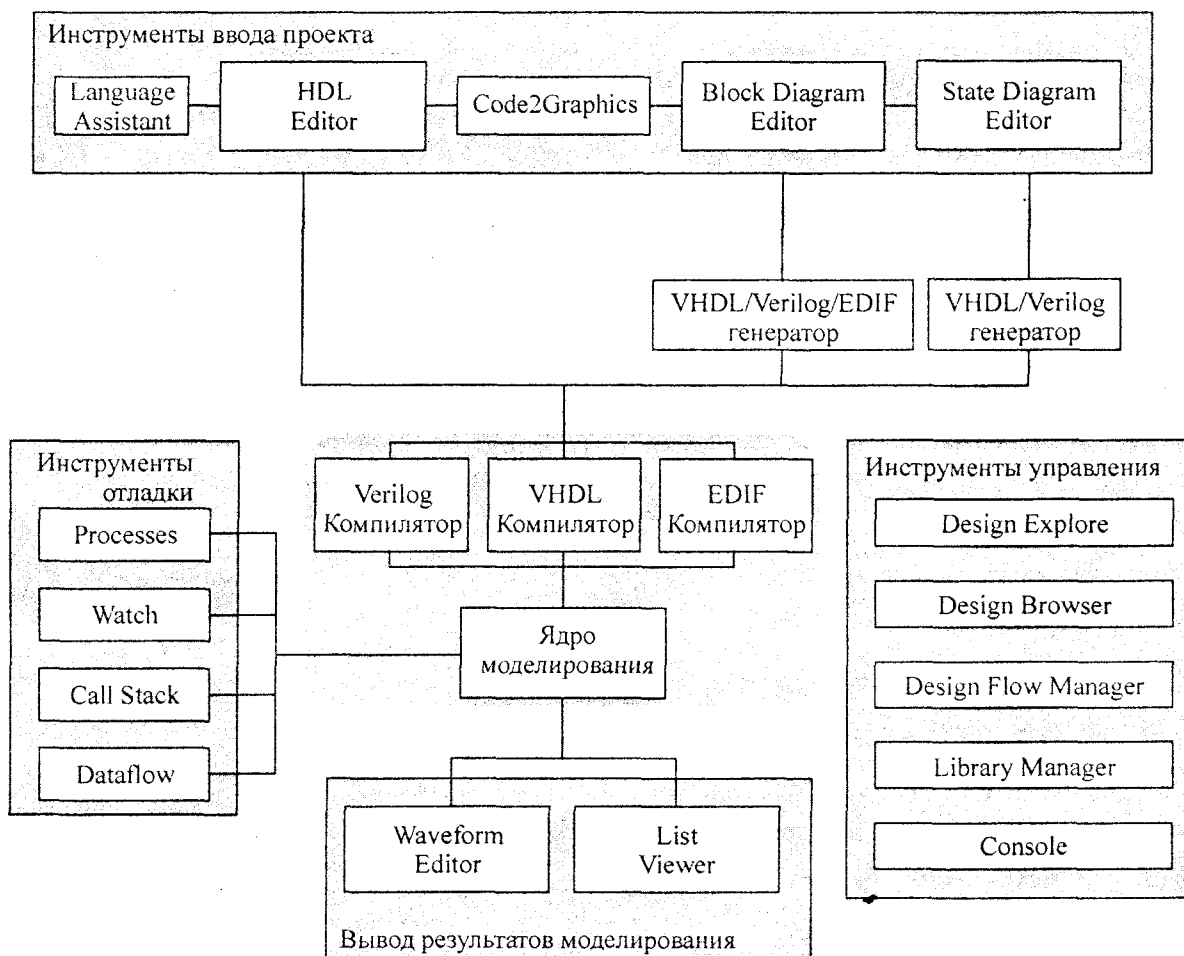 Инструменты ввода проекта
Language
Assistant
HDL
Editor
Code2Graphics
Block Diagram
Editor
State Diagram
Editor
VHDL/Verilog/EDIF
генератор
VHDL/Verilog
генератор
Инструменты
отладки
Processes
Watch
Call Stack
Dataflow
Verilog
Компилятор
VHDL
Компилятор
EDIF
Компилятор
Ядро
моделирования
Waveform
Editor
List
Viewer
Вывод результатов моделирования
Инструменты управления
Design Explore
Design Browser
Design Flow Manager
Library Manager
Console